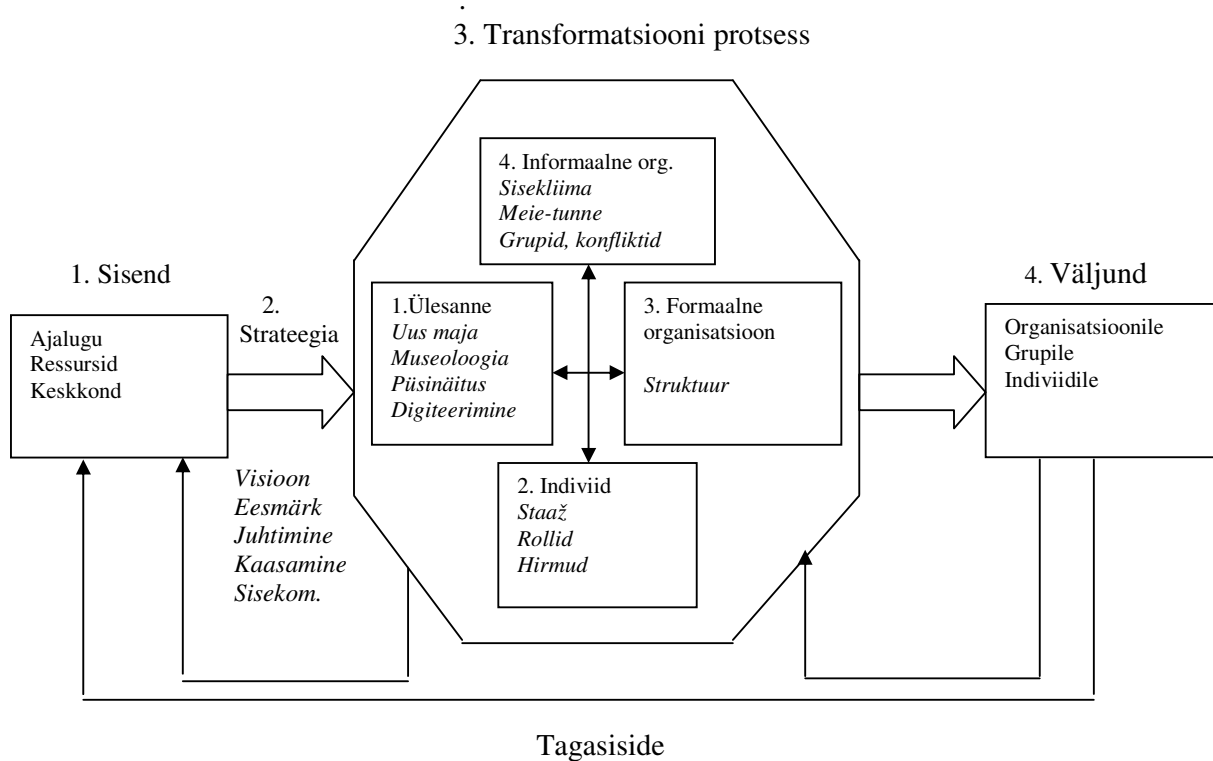 .
3. Transformatsiooni protsess
4. Informaalne org.
Sisekliima
Meie-tunne
Grupid, konfliktid
1. Sisend
Ajalugu
Ressursid
Keskkond
2.
Strateegia
Visioon
Eesmärk
Juhtimine
Kaasamine
Sisekom.
1.Ülesanne
Uus maja
Museoloogia
Püsinäitus
Digiteerimine
3. Formaalne
organisatsioon
Struktuur
2. Indiviid
Staaž
Rollid
Hirmud
4. Väljund
Organisatsioonile
Grupile
Indiviidile
Tagasiside